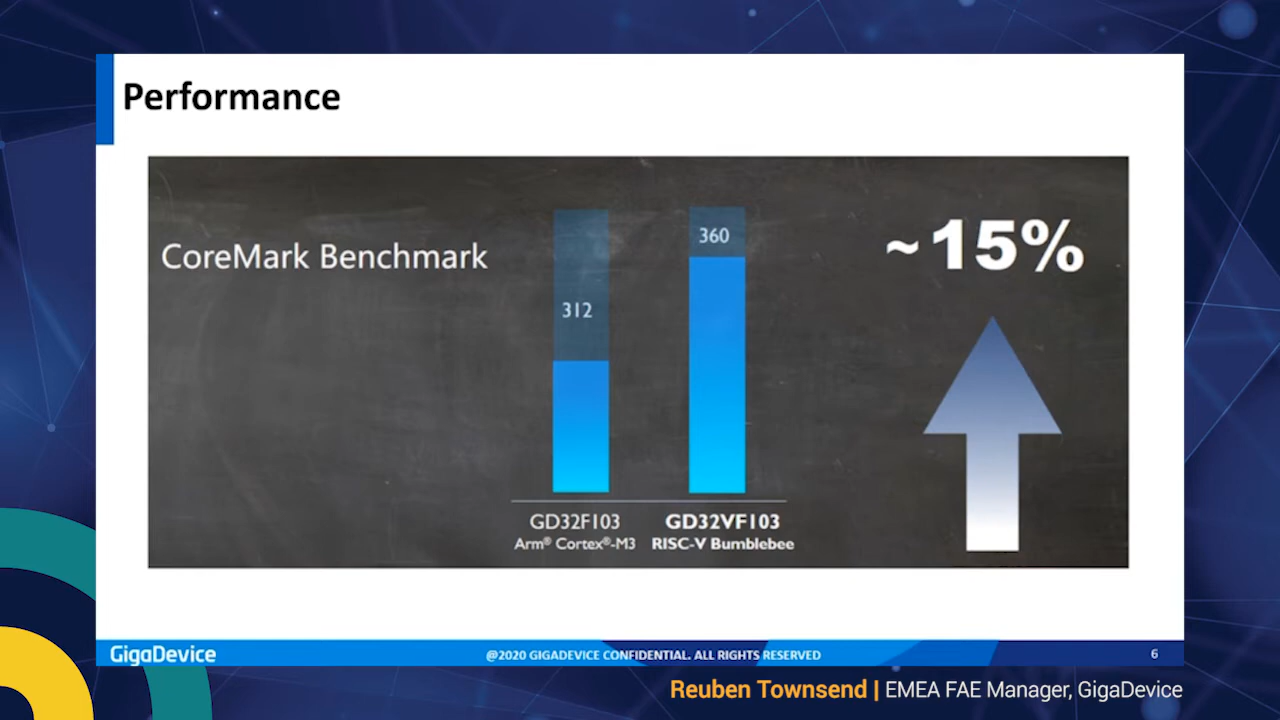 Performance
CoreMark Benchmark
312
360
~15%
GD32F103
Arm® Cortex®-M3
GD32VF103
RISC-V Bumblebee
GigaDevice
@2020 GIGADEVICE CONFIDENTIAL. ALL RIGHTS RESERVED
6
Reuben Townsend | EMEA FAE Manager, GigaDevice